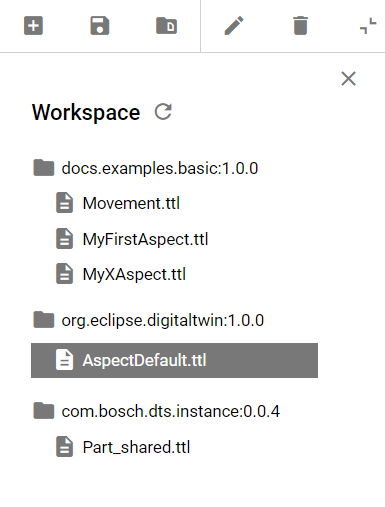 Workspace
docs.examples.basic:1.0.0
Movement.ttl
MyFirstAspect.ttl
MyXAspect.ttl
org.eclipse.digitaltwin:1.0.0
AspectDefault.ttl
com.bosch.dts.instance:0.0.4
Part_shared.ttl